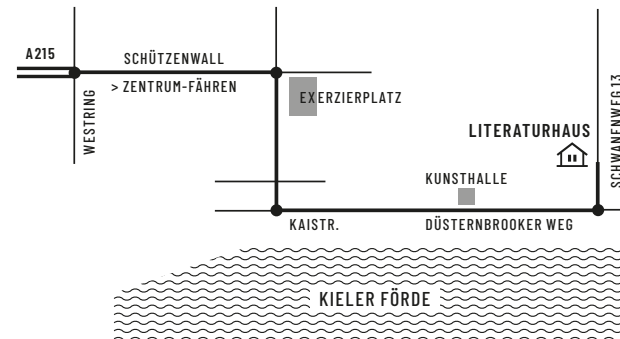 A215
SCHÜTZENWALL
> ZENTRUM-FÄHREN
WESTRING
EXERZIERPLATZ
LITERATURHAUS
SCHWANENWEG 13
KUNSTHALLE
KAISTR.
DÜSTERNBROOKER WEG
KIELER FÖRDE